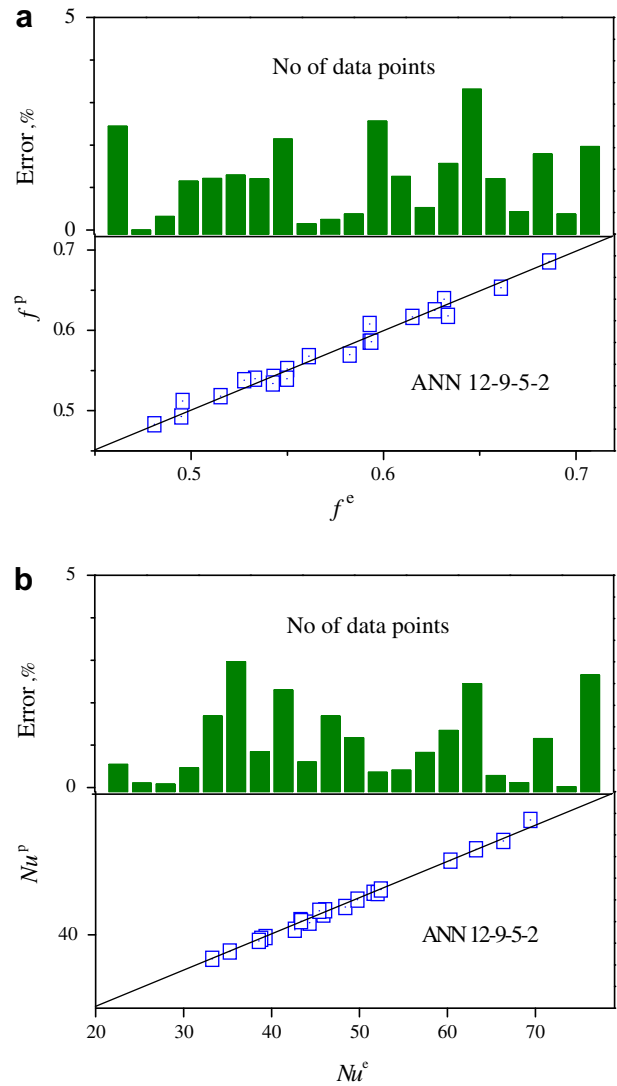 a
5
No of data points
Error,%
0
0.7
f^p
0.6
ANN 12-9-5-2
0.5
0.5 0.6 0.7
f^e
b
5
No of data points
Error,%
0
Nu^p
40
ANN 12-9-5-2
20 30 40 50 60 70
Nu^e